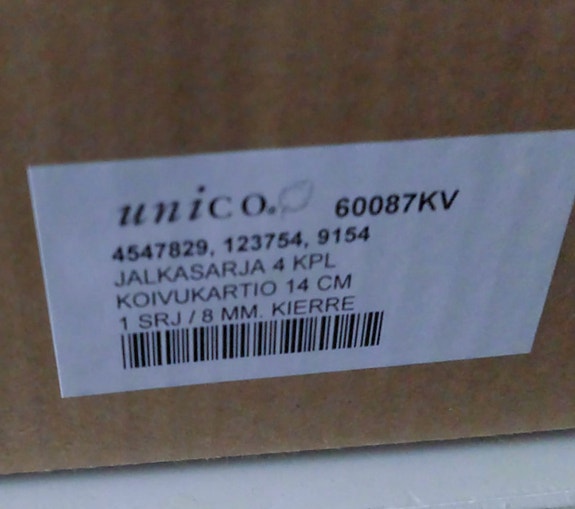 unico.
60087KV
4547829, 123754, 9154
JALKASARJA 4 KPL
KOIVUKARTIO 14 CM
1 SRJ / 8 MM. KIERRE